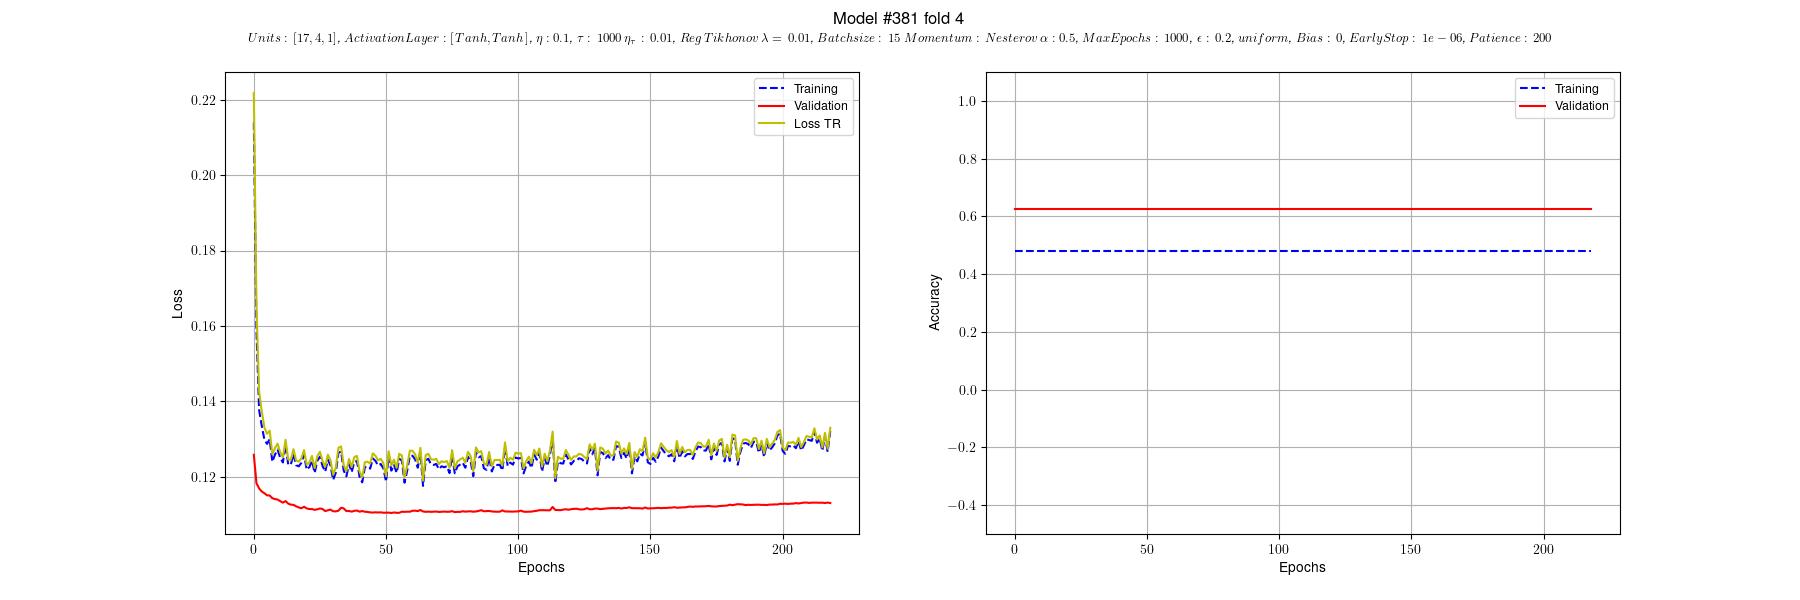 Model #381 fold 4
Units : [17, 4, 1], ActivationLayer : [Tanh, Tanh], η : 0.1, τ : 1000 η_τ : 0.01, Reg Tikhonov λ = 0.01, Batchsize : 15 Momentum : Nesterov α : 0.5, MaxEpochs : 1000, ϵ : 0.2, uniform, Bias : 0, EarlyStop : 1e − 06, Patience : 200
Loss
0.22
0.20
0.18
0.16
0.14
0.12
Training
Validation
Loss TR
0 50 100 150 200
Epochs
Accuracy
1.0
0.8
0.6
0.4
0.2
0.0
−0.2
−0.4
Training
Validation
0 50 100 150 200
Epochs